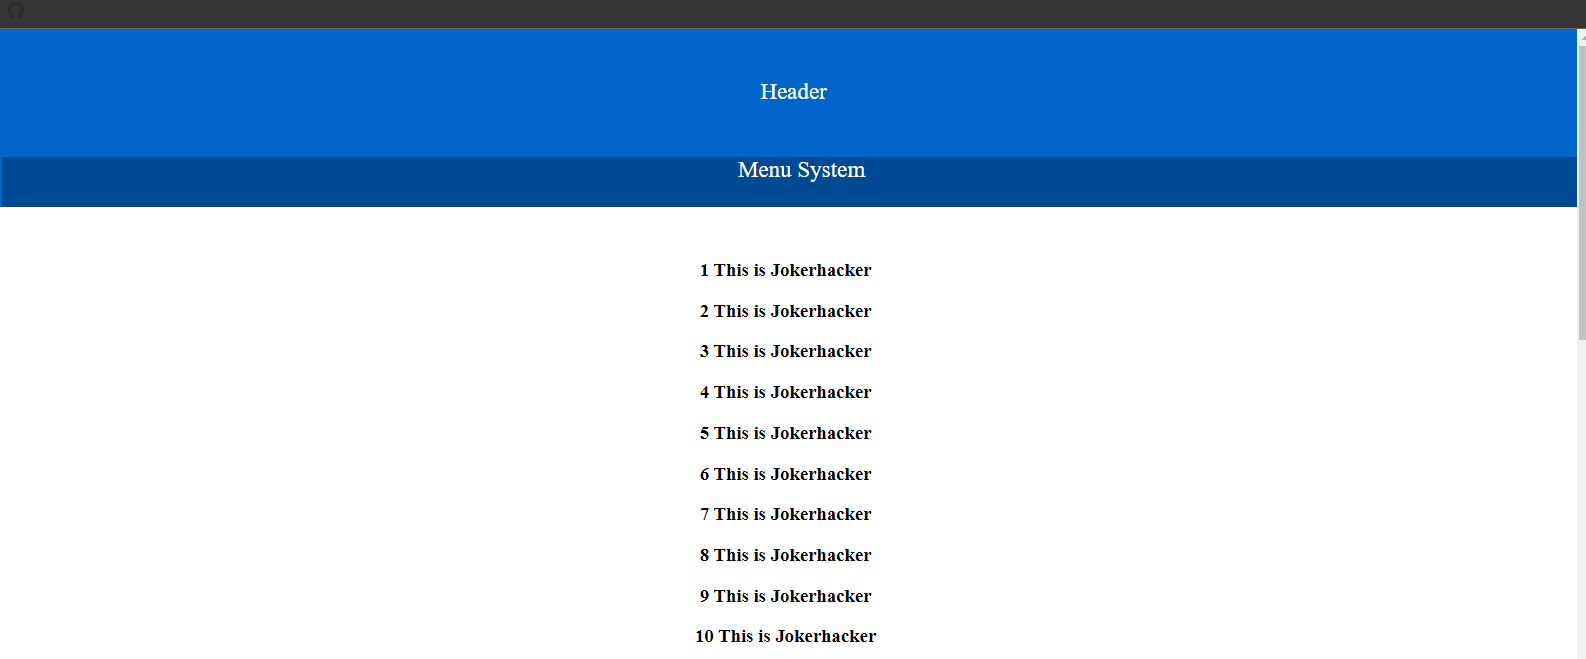 Header
Menu System
1 This is Jokerhacker
2 This is Jokerhacker
3 This is Jokerhacker
4 This is Jokerhacker
5 This is Jokerhacker
6 This is Jokerhacker
7 This is Jokerhacker
8 This is Jokerhacker
9 This is Jokerhacker
10 This is Jokerhacker